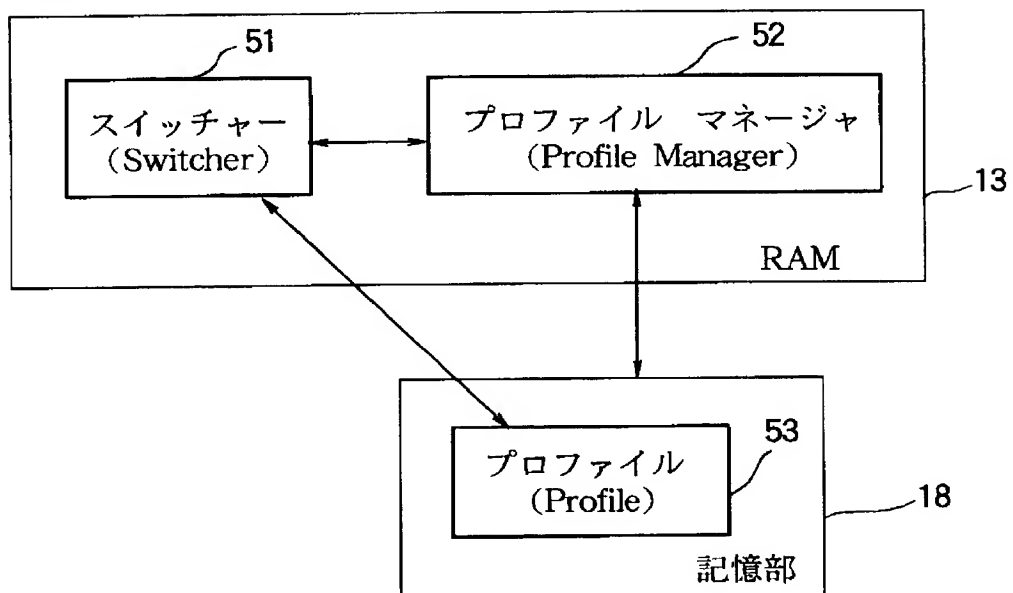 51
52
スイッチャー
(Switcher)
プロファイル マネージャ
(Profile Manager)
13
RAM
53
プロファイル
(Profile)
18
記憶部